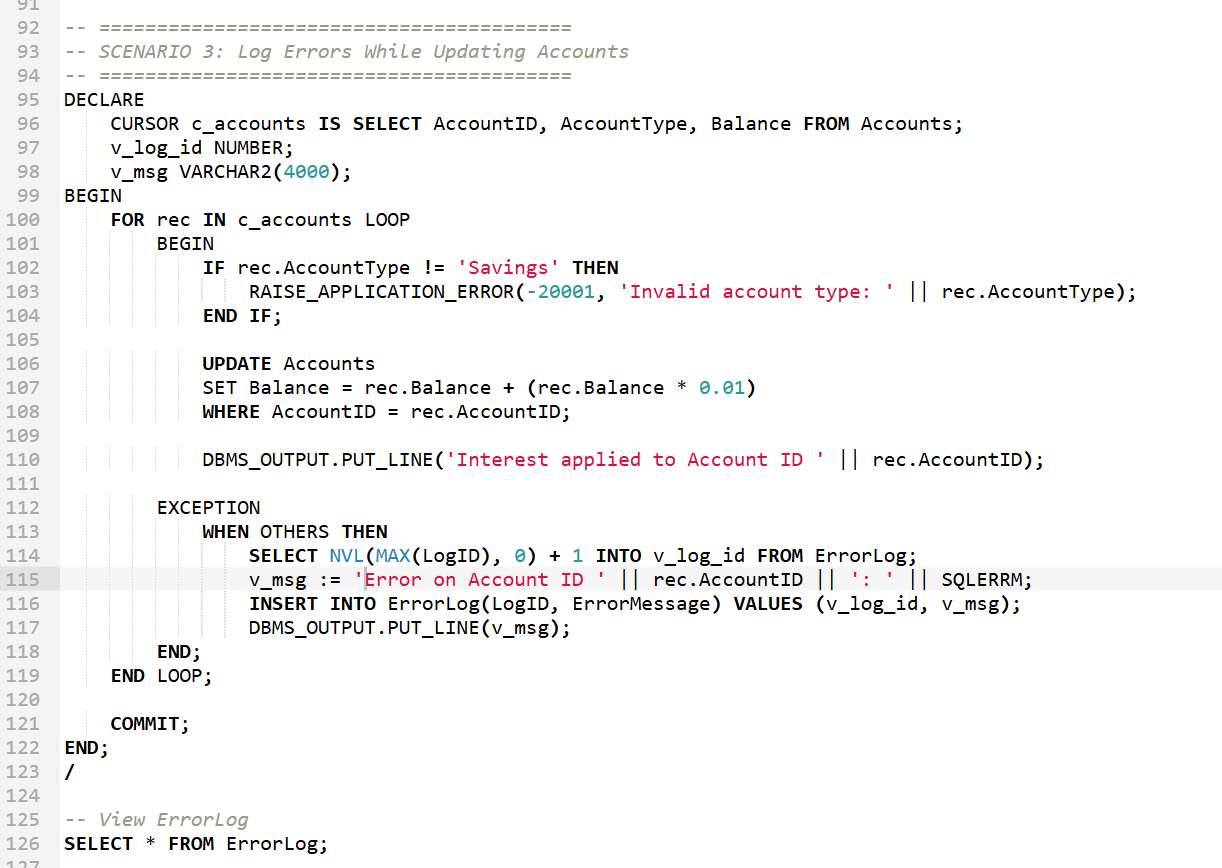 91
92 -- =========================================
93 -- SCENARIO 3: Log Errors While Updating Accounts
94 -- =========================================
95 DECLARE
96     CURSOR c_accounts IS SELECT AccountID, AccountType, Balance FROM Accounts;
97     v_log_id NUMBER;
98     v_msg VARCHAR2(4000);
99 BEGIN
100     FOR rec IN c_accounts LOOP
101         BEGIN
102             IF rec.AccountType != 'Savings' THEN
103                 RAISE_APPLICATION_ERROR(-20001, 'Invalid account type: ' || rec.AccountType);
104             END IF;
105
106             UPDATE Accounts
107             SET Balance = rec.Balance + (rec.Balance * 0.01)
108             WHERE AccountID = rec.AccountID;
109
110             DBMS_OUTPUT.PUT_LINE('Interest applied to Account ID ' || rec.AccountID);
111
112         EXCEPTION
113             WHEN OTHERS THEN
114                 SELECT NVL(MAX(LogID), 0) + 1 INTO v_log_id FROM ErrorLog;
115                 v_msg := 'Error on Account ID ' || rec.AccountID || ': ' || SQLERRM;
116                 INSERT INTO ErrorLog(LogID, ErrorMessage) VALUES (v_log_id, v_msg);
117                 DBMS_OUTPUT.PUT_LINE(v_msg);
118         END;
119     END LOOP;
120
121     COMMIT;
122 END;
123 /
124
125 -- View ErrorLog
126 SELECT * FROM ErrorLog;
127